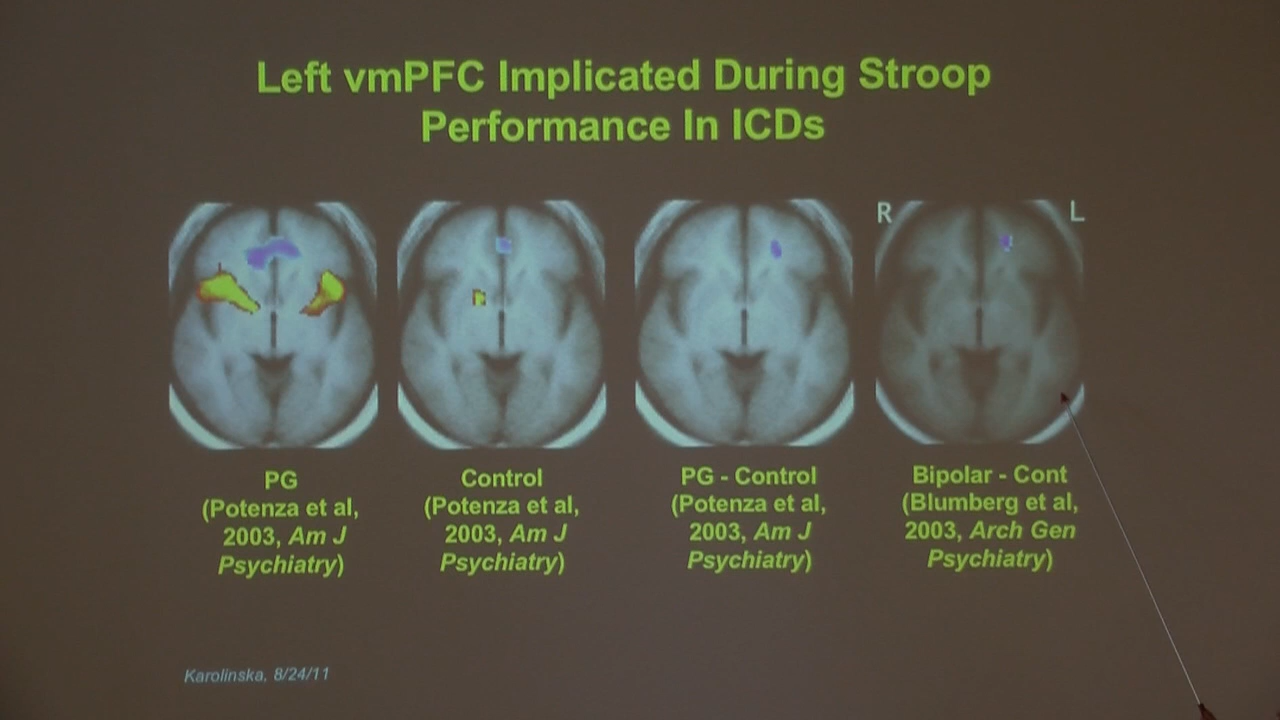 Left vmPFC Implicated During Stroop
Performance In ICDs
R
L
PG
(Potenza et al,
2003, Am J
Psychiatry)
Control
(Potenza et al,
2003, Am J
Psychiatry)
PG - Control
(Potenza et al,
2003, Am J
Psychiatry)
Bipolar - Cont
(Blumberg et al,
2003, Arch Gen
Psychiatry)
Karolinska, 8/24/11